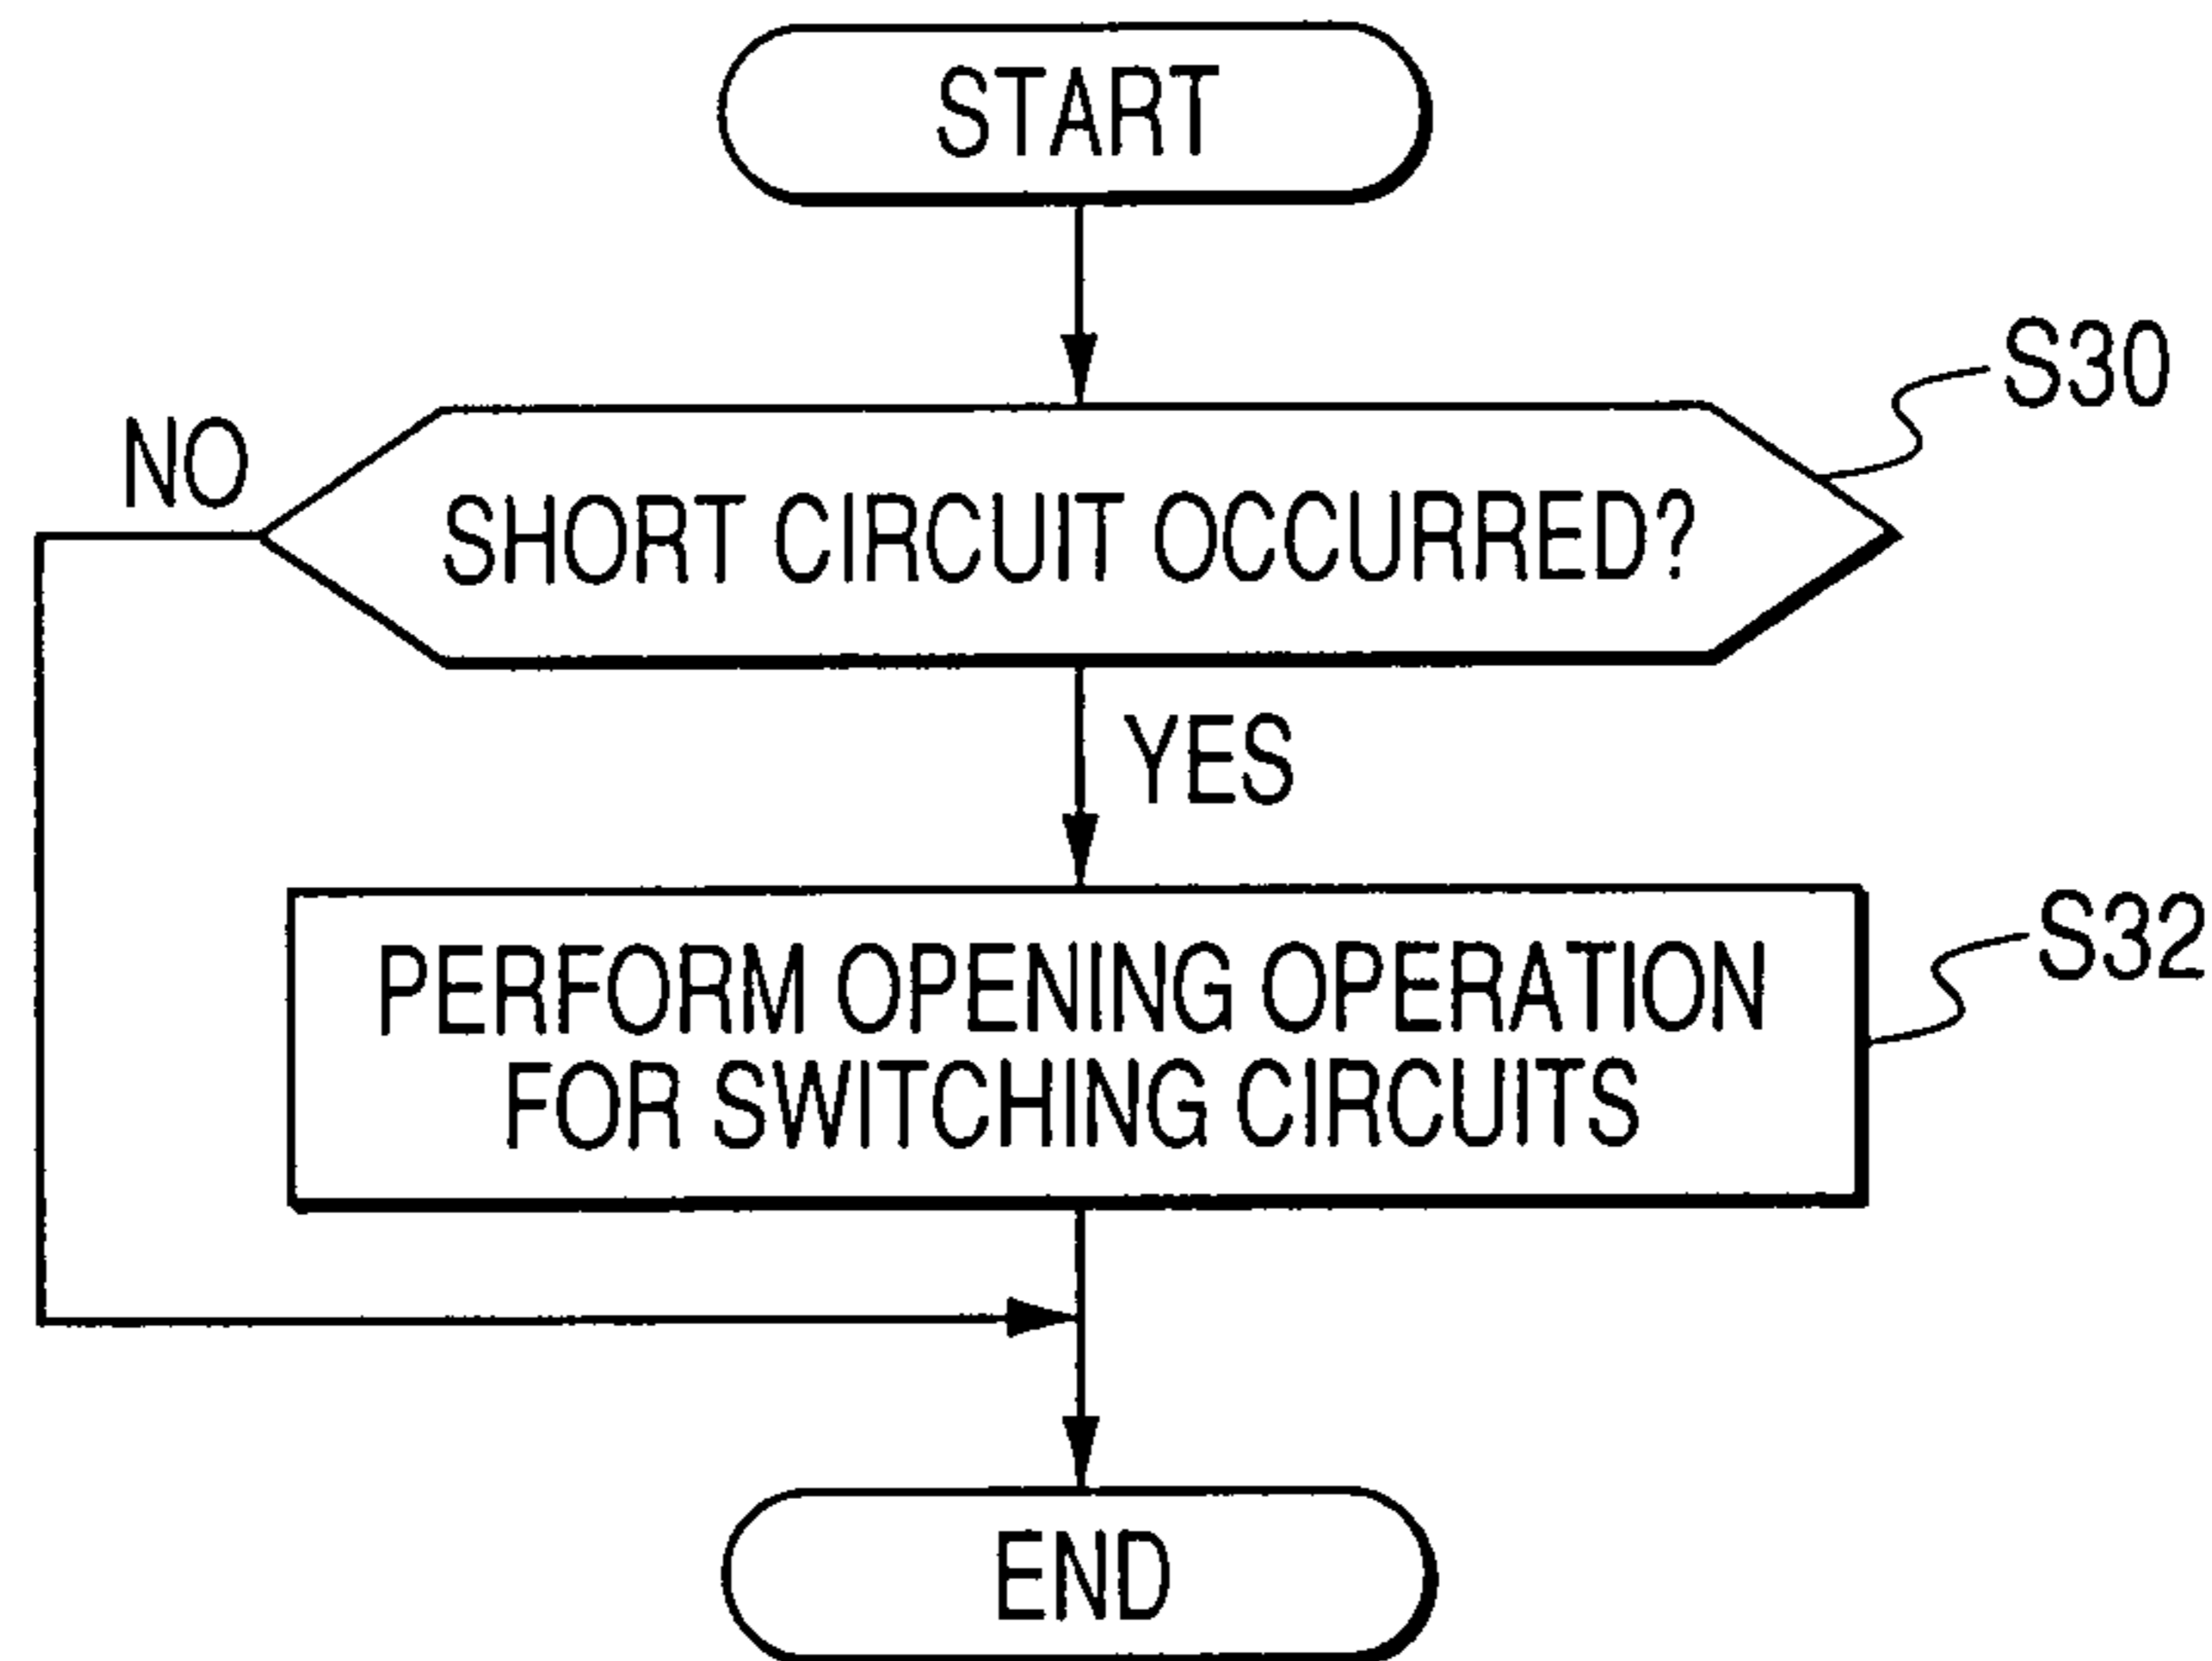 START
S30
NO
SHORT CIRCUIT OCCURRED?
YES
S32
PERFORM OPENING OPERATION
FOR SWITCHING CIRCUITS
END